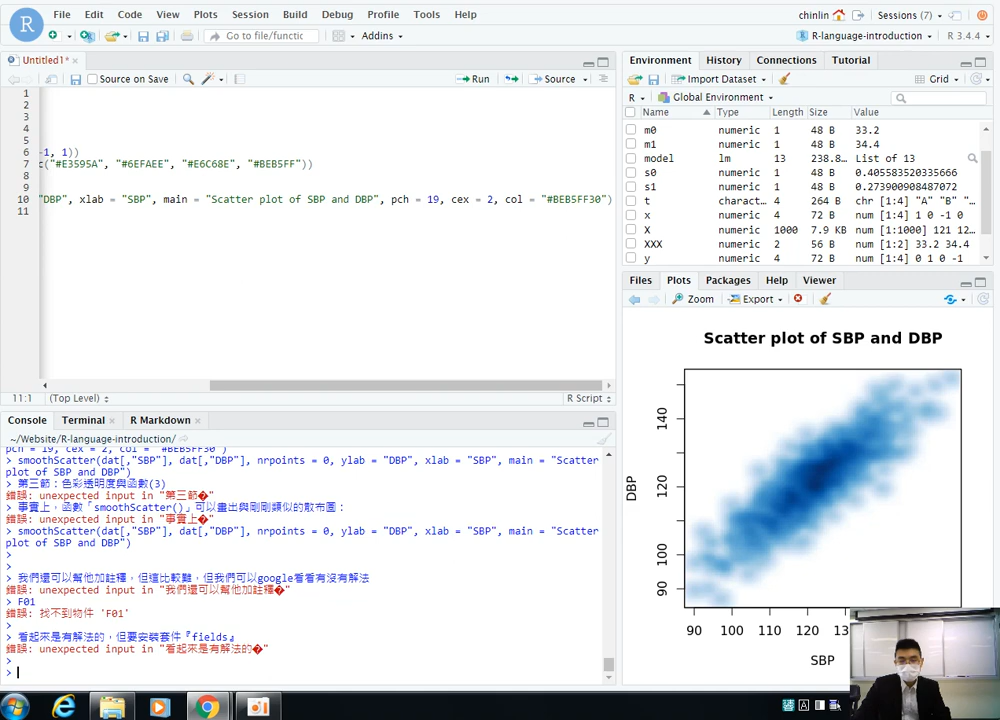 File Edit Code View Plots Session Build Debug Profile Tools Help
chinlin Sessions (7)
R
Go to file/functic Addins
R-language-introduction R 3.4.4
Untitled1*
Source on Save Run Source
1
2
3
4
5
6 -1, 1))
7 c("#E3595A", "#6EFAEE", "#E6C68E", "#BEB5FF"))
8
9
10 "DBP", xlab = "SBP", main = "Scatter plot of SBP and DBP", pch = 19, cex = 2, col = "#BEB5FF30")
11
11:1 (Top Level) R Script
Console Terminal R Markdown
~/Website/R-language-introduction/
pch = 19, cex = 2, col = "#BEB5FF30")
> smoothScatter(dat[,"SBP"], dat[,"DBP"], nrpoints = 0, ylab = "DBP", xlab = "SBP", main = "Scatter
plot of SBP and DBP")
> 第三節：色彩透明度與函數(3)
錯誤: unexpected input in "第三節�"
> 事實上，函數「smoothScatter()」可以畫出與剛剛類似的散布圖：
錯誤: unexpected input in "事實上�"
> smoothScatter(dat[,"SBP"], dat[,"DBP"], nrpoints = 0, ylab = "DBP", xlab = "SBP", main = "Scatter
plot of SBP and DBP")
>
>
> 我們還可以幫他加註釋，但這比較難，但我們可以google看看有沒有解法
錯誤: unexpected input in "我們還可以幫他加註釋�"
> F01
錯誤: 找不到物件 'F01'
>
> 看起來是有解法的，但要安裝套件『fields』
錯誤: unexpected input in "看起來是有解法的�"
>
>
Environment History Connections Tutorial
Import Dataset Grid
R Global Environment
Name Type Length Size Value
m0 numeric 1 48 B 33.2
m1 numeric 1 48 B 34.4
model lm 13 238.8… List of 13
s0 numeric 1 48 B 0.405583520335666
s1 numeric 1 48 B 0.273900908487072
t charact… 4 264 B chr [1:4] "A" "B" "…
x numeric 4 72 B num [1:4] 1 0 -1 0
X numeric 1000 7.9 KB num [1:1000] 121 12…
XXX numeric 2 56 B num [1:2] 33.2 34.4
y numeric 4 72 B num [1:4] 0 1 0 -1
Files Plots Packages Help Viewer
Zoom Export
Scatter plot of SBP and DBP
DBP
140
120
100
90
90 100 110 120
SBP